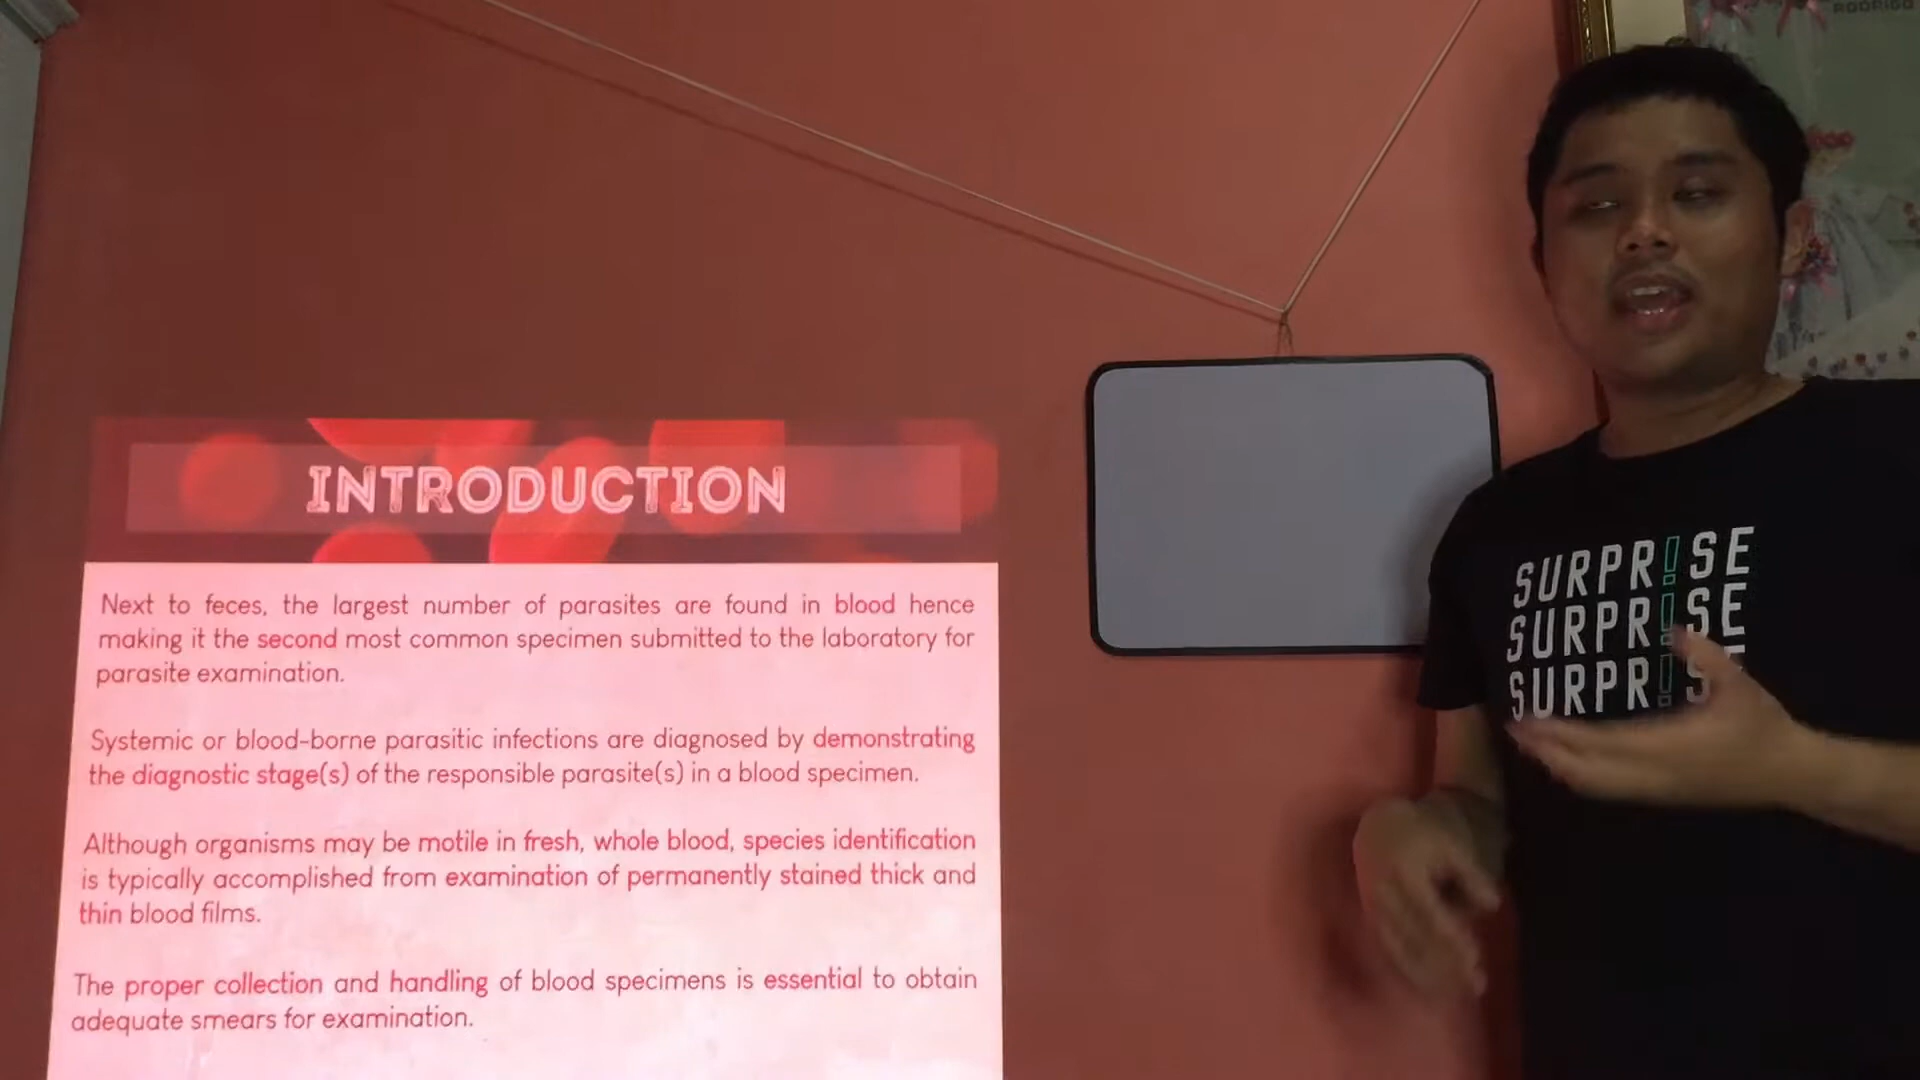 RODRIGO
INTRODUCTION
Next to feces, the largest number of parasites are found in blood hence
making it the second most common specimen submitted to the laboratory for
parasite examination.
Systemic or blood-borne parasitic infections are diagnosed by demonstrating
the diagnostic stage(s) of the responsible parasite(s) in a blood specimen.
Although organisms may be motile in fresh, whole blood, species identification
is typically accomplished from examination of permanently stained thick and
thin blood films.
The proper collection and handling of blood specimens is essential to obtain
adequate smears for examination.
SURPR!SE
SURPR!SE
SURPR!SE